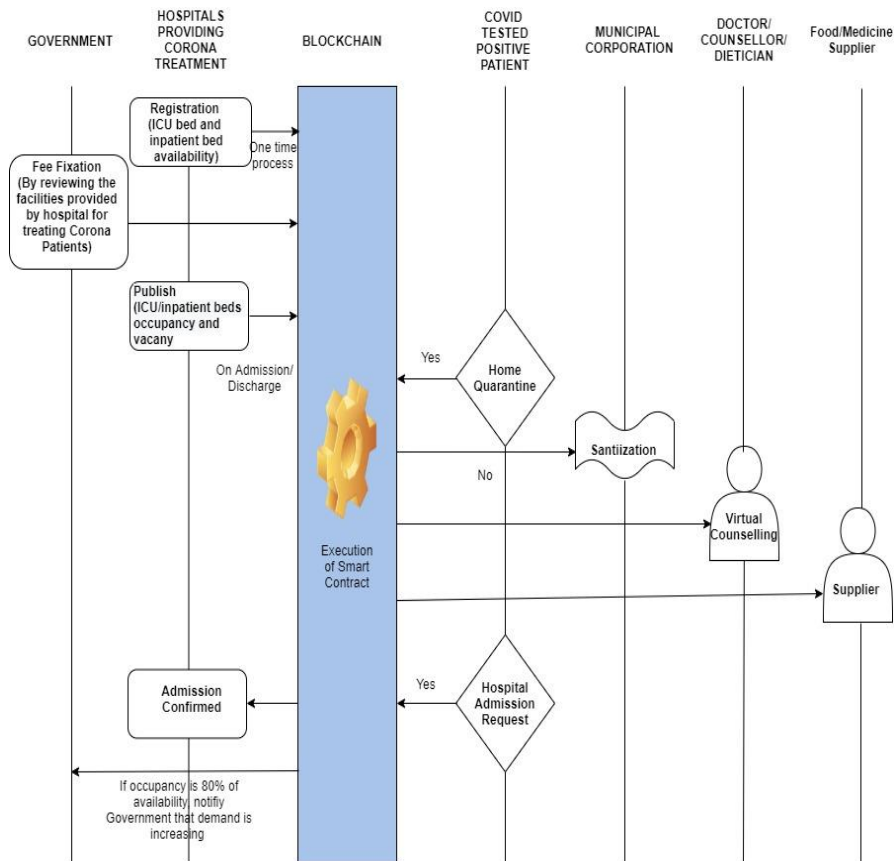 GOVERNMENT
HOSPITALS
PROVIDING
CORONA
TREATMENT
BLOCKCHAIN
COVID
TESTED
POSITIVE
PATIENT
MUNICIPAL
CORPORATION
DOCTOR/
COUNSELLOR/
DIETICIAN
Food/Medicine
Supplier
Registration
(ICU bed and
inpatient bed
availability)
One time
process
Fee Fixation
(By reviewing the
facilities provided
by hospital for
treating Corona
Patients)
Publish
(ICU/inpatient beds
occupancy and
vacany
On Admission/
Discharge
Yes
Home
Quarantine
No
Santiization
Virtual
Counselling
Execution
of Smart
Contract
Supplier
Admission
Confirmed
Yes
Hospital
Admission
Request
If occupancy is 80% of
availability, notifiy
Government that demand is
increasing